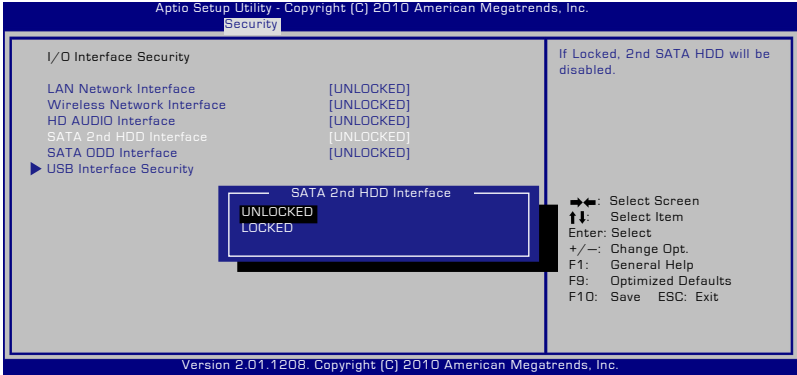 Aptio Setup Utility - Copyright (C) 2010 American Megatrends, Inc.
Security
I/O Interface Security
LAN Network Interface [UNLOCKED]
Wireless Network Interface [UNLOCKED]
HD AUDIO Interface [UNLOCKED]
SATA 2nd HDD Interface [UNLOCKED]
SATA ODD Interface [UNLOCKED]
USB Interface Security
SATA 2nd HDD Interface
UNLOCKED
LOCKED
If Locked, 2nd SATA HDD will be
disabled.
→←: Select Screen
↑↓: Select Item
Enter: Select
+/—: Change Opt.
F1: General Help
F9: Optimized Defaults
F10: Save ESC: Exit
Version 2.01.1208. Copyright (C) 2010 American Megatrends, Inc.